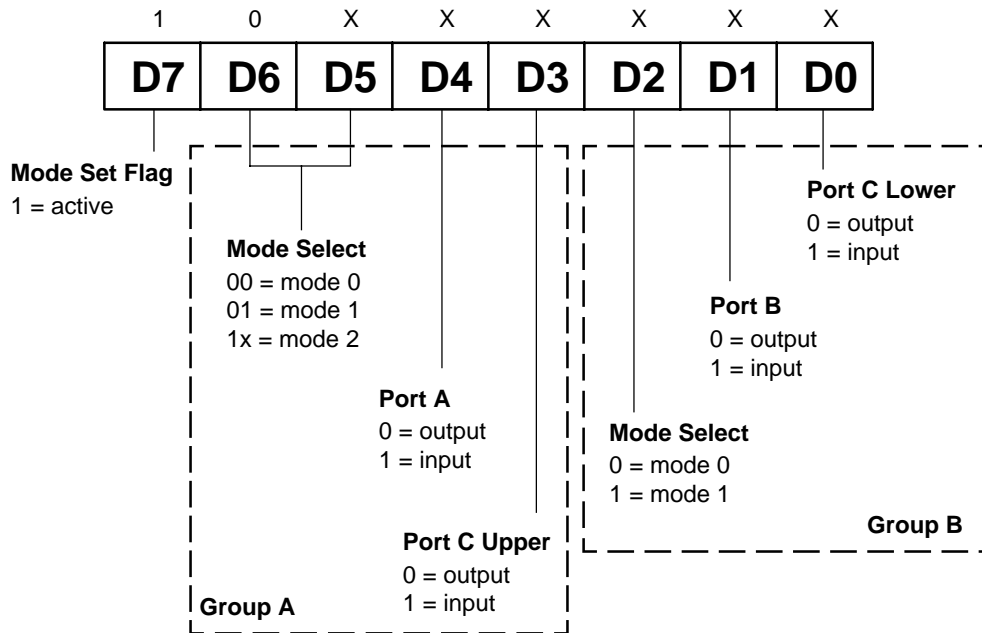 1 0 X X X X X X
D7 D6 D5 D4 D3 D2 D1 D0
Mode Set Flag
1 = active
Mode Select
00 = mode 0
01 = mode 1
1x = mode 2
Port A
0 = output
1 = input
Port C Upper
0 = output
1 = input
Group A
Port C Lower
0 = output
1 = input
Port B
0 = output
1 = input
Mode Select
0 = mode 0
1 = mode 1
Group B